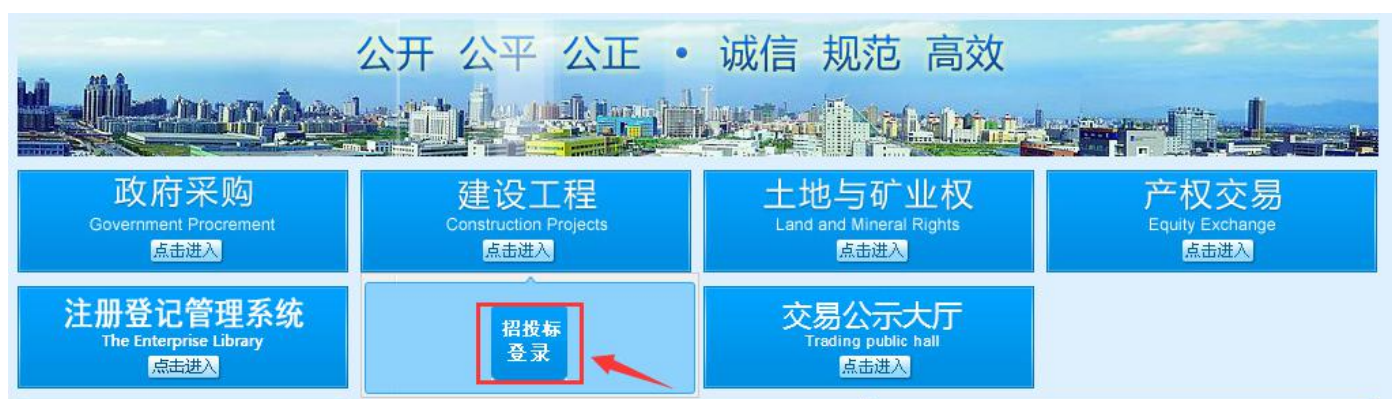 公开 公平 公正 · 诚信 规范 高效
政府采购
Government Procrement
点击进入
建设工程
Construction Projects
点击进入
土地与矿业权
Land and Mineral Rights
点击进入
产权交易
Equity Exchange
点击进入
注册登记管理系统
The Enterprise Library
点击进入
招投标
登录
交易公示大厅
Trading public hall
点击进入